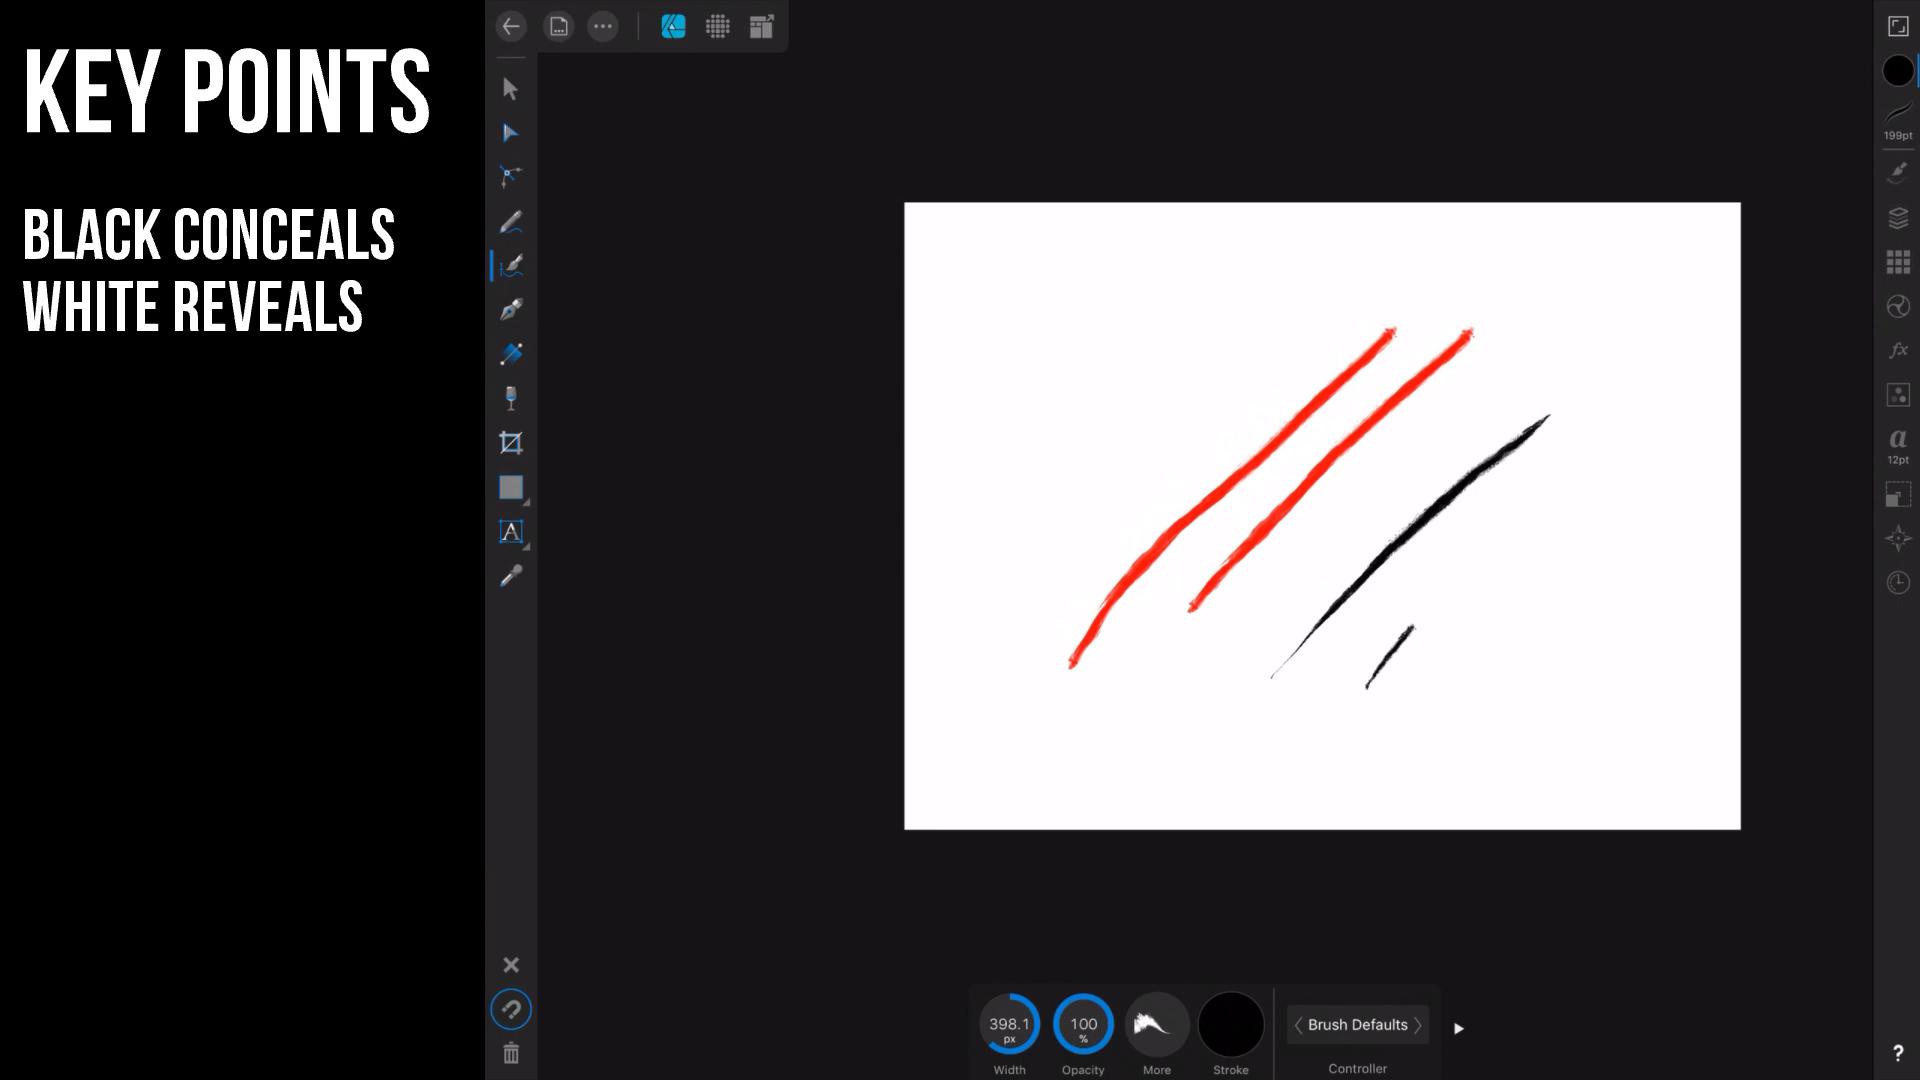 KEY POINTS
BLACK CONCEALS
WHITE REVEALS
199pt
fx
a
12pt
A
398.1
px
Width
100
%
Opacity
More
Stroke
Brush Defaults
Controller
?